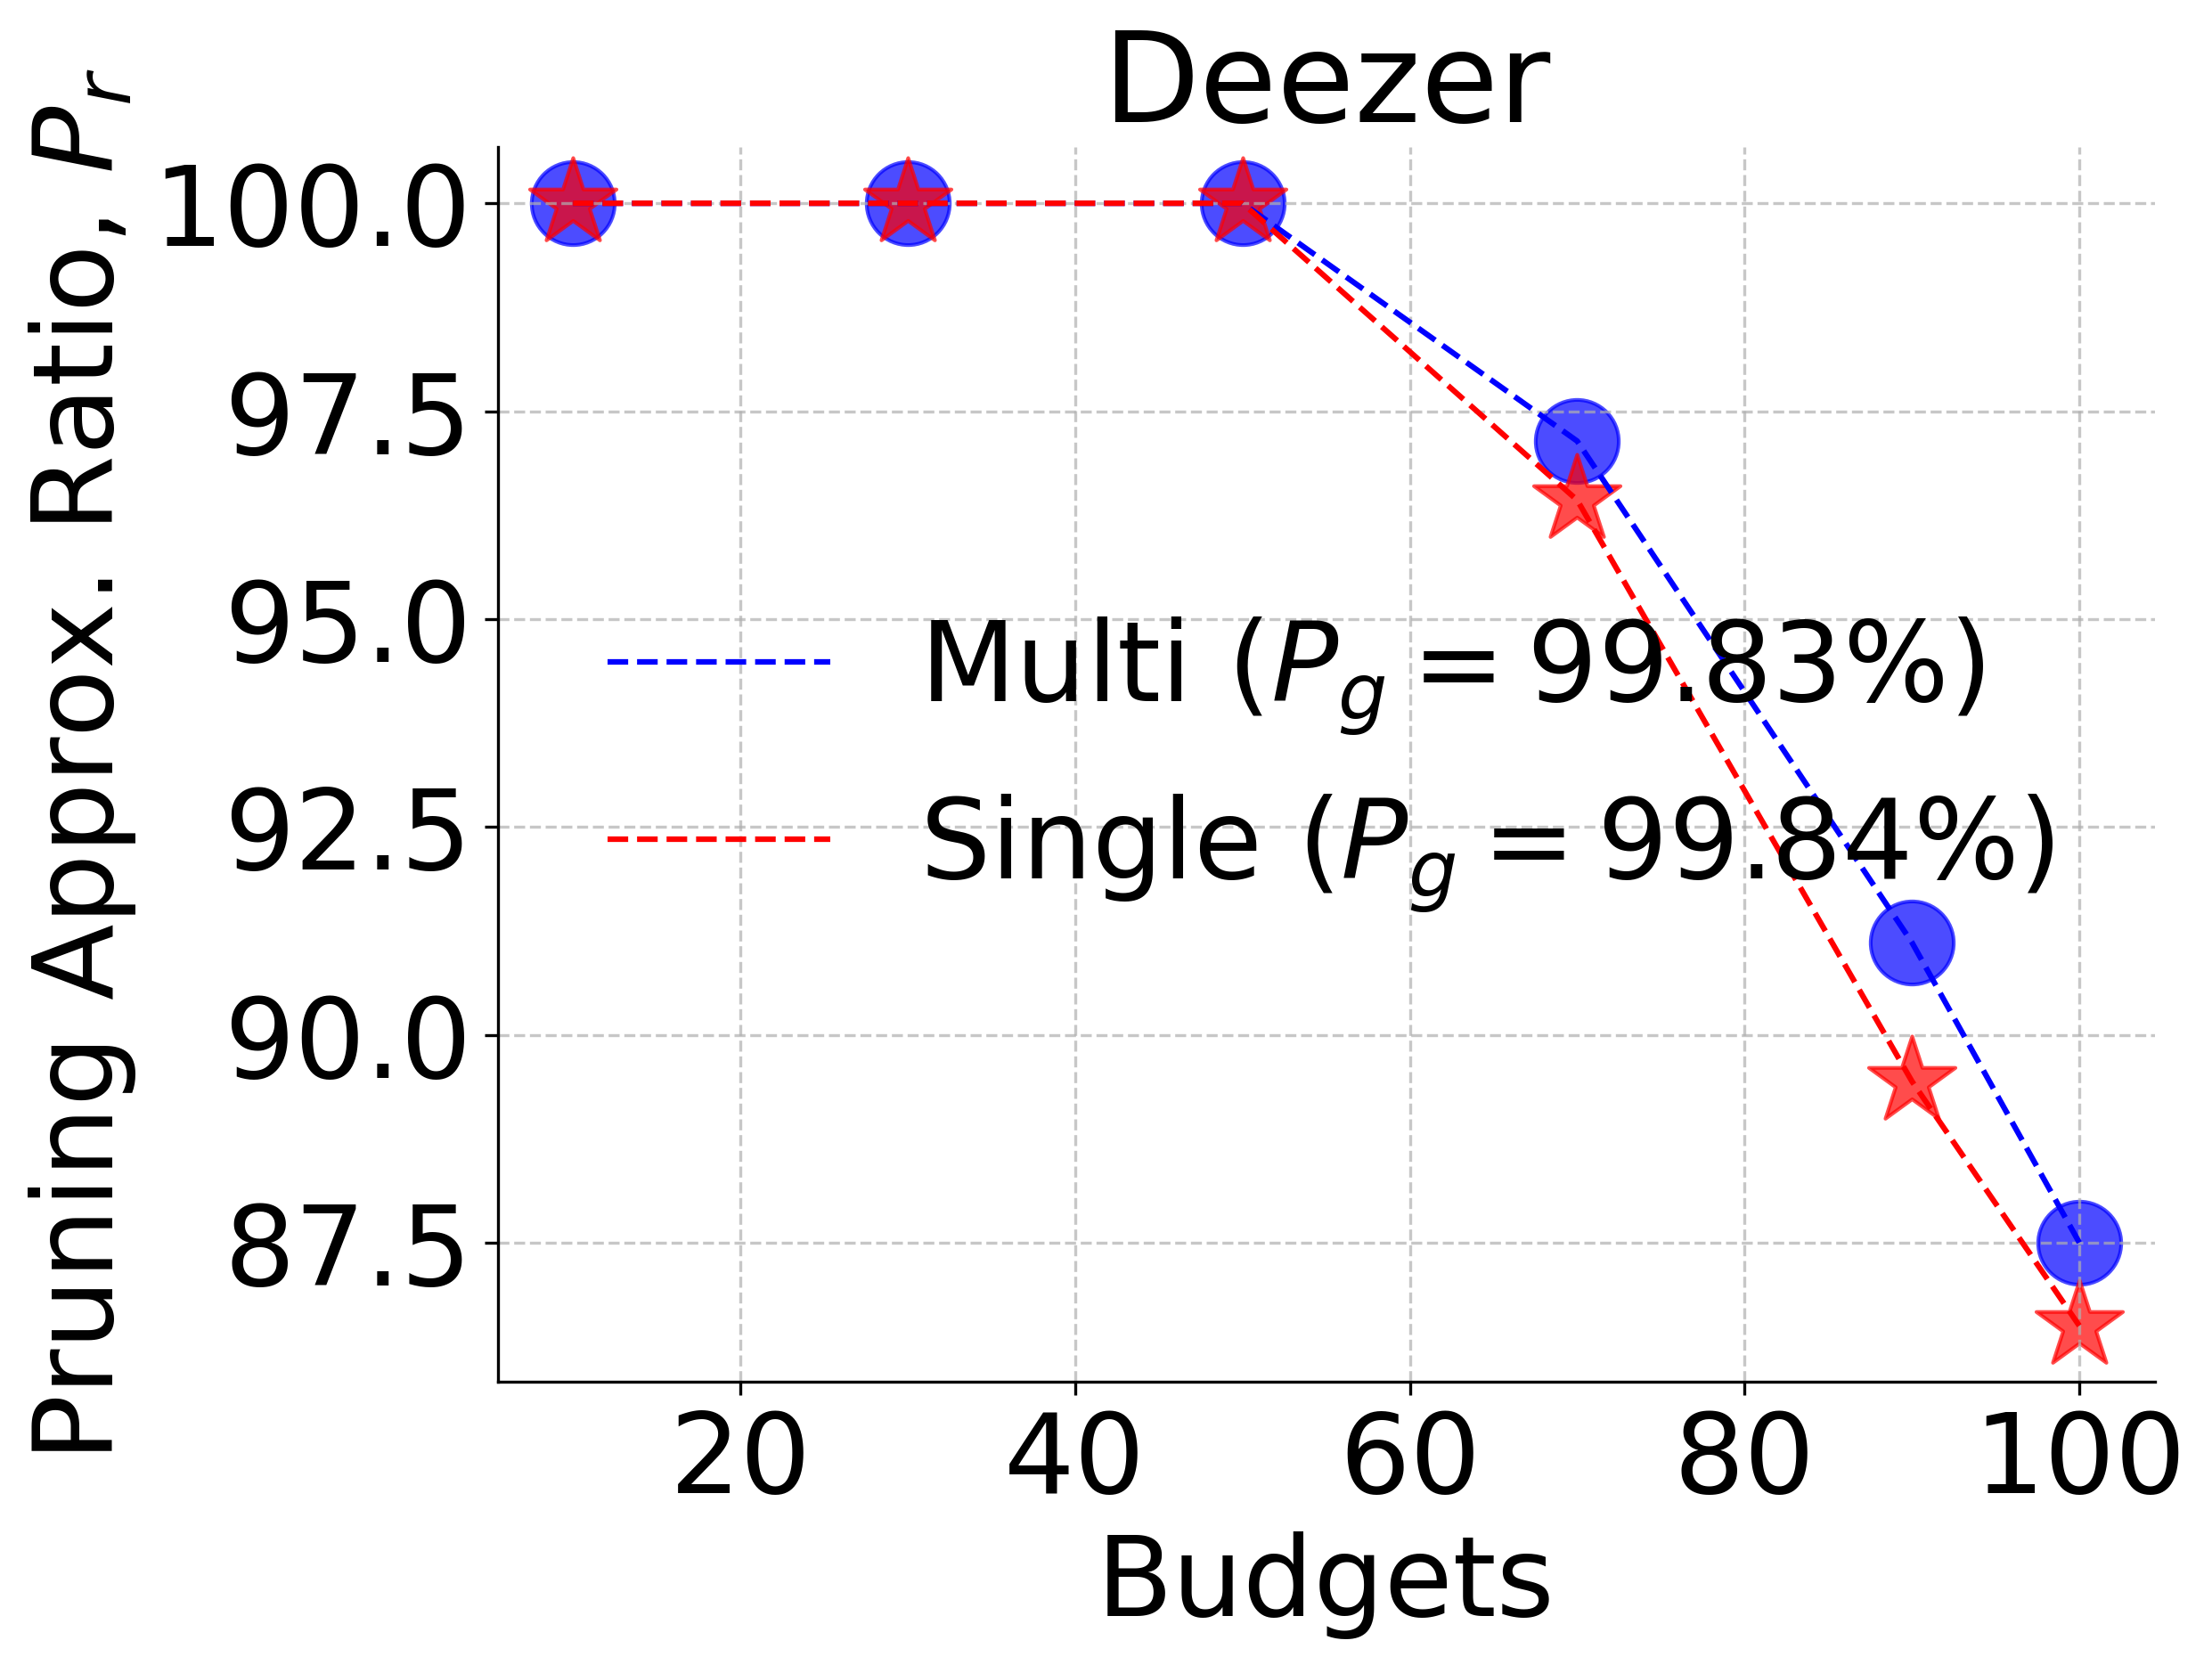 Deezer
Pruning Approx. Ratio, P_r
100.0
97.5
95.0
92.5
90.0
87.5
Multi (P_g = 99.83%)
Single (P_g = 99.84%)
20 40 60 80 100
Budgets